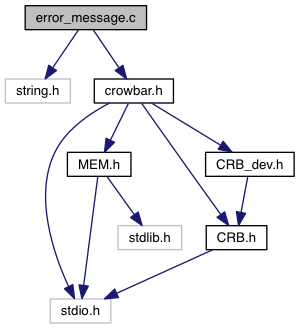 error_message.c
string.h
crowbar.h
MEM.h
CRB_dev.h
stdlib.h
CRB.h
stdio.h